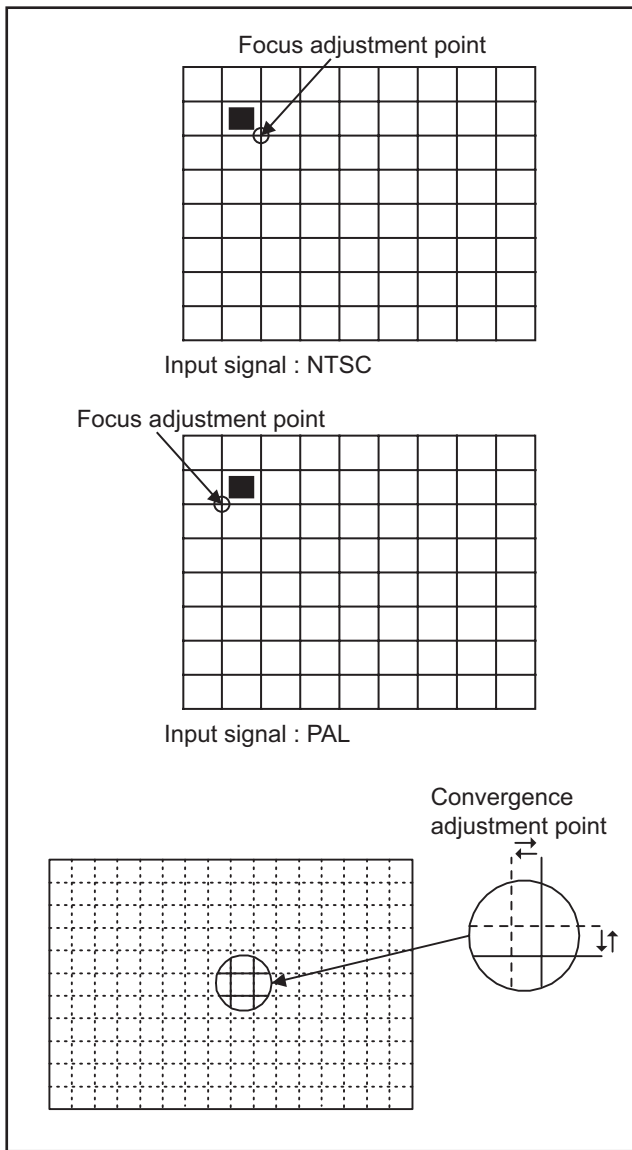 Focus adjustment point
Input signal : NTSC
Focus adjustment point
Input signal : PAL
Convergence
adjustment point